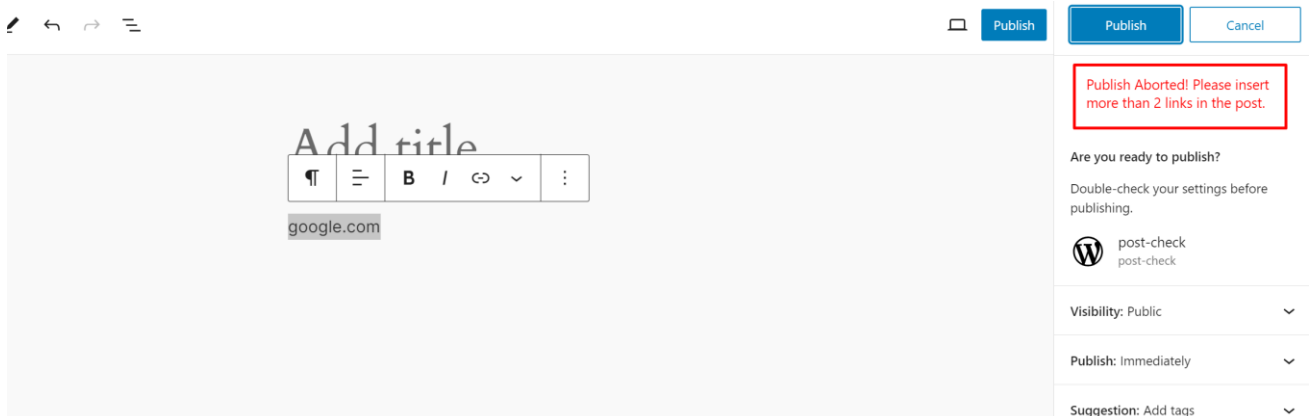 Publish
Publish
Cancel
Publish Aborted! Please insert
more than 2 links in the post.
Add title
B I
google.com
Are you ready to publish?
Double-check your settings before
publishing.
post-check
post-check
Visibility: Public
Publish: Immediately
Suggestion: Add tags